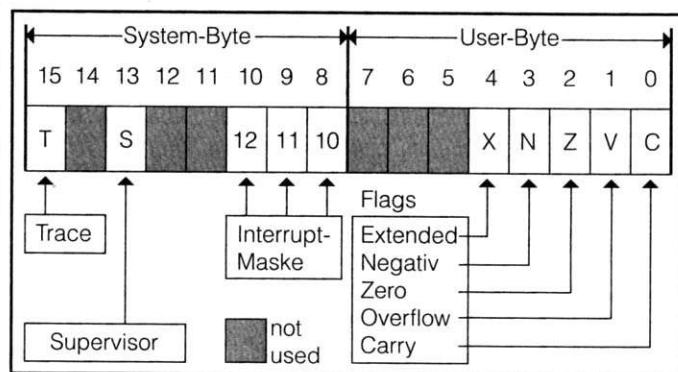 System-Byte User-Byte
15 14 13 12 11 10 9 8 7 6 5 4 3 2 1 0
T S 12 11 10 X N Z V C
Flags
Trace
Interrupt-
Maske
Extended
Negativ
Zero
Overflow
Carry
Supervisor
not
used